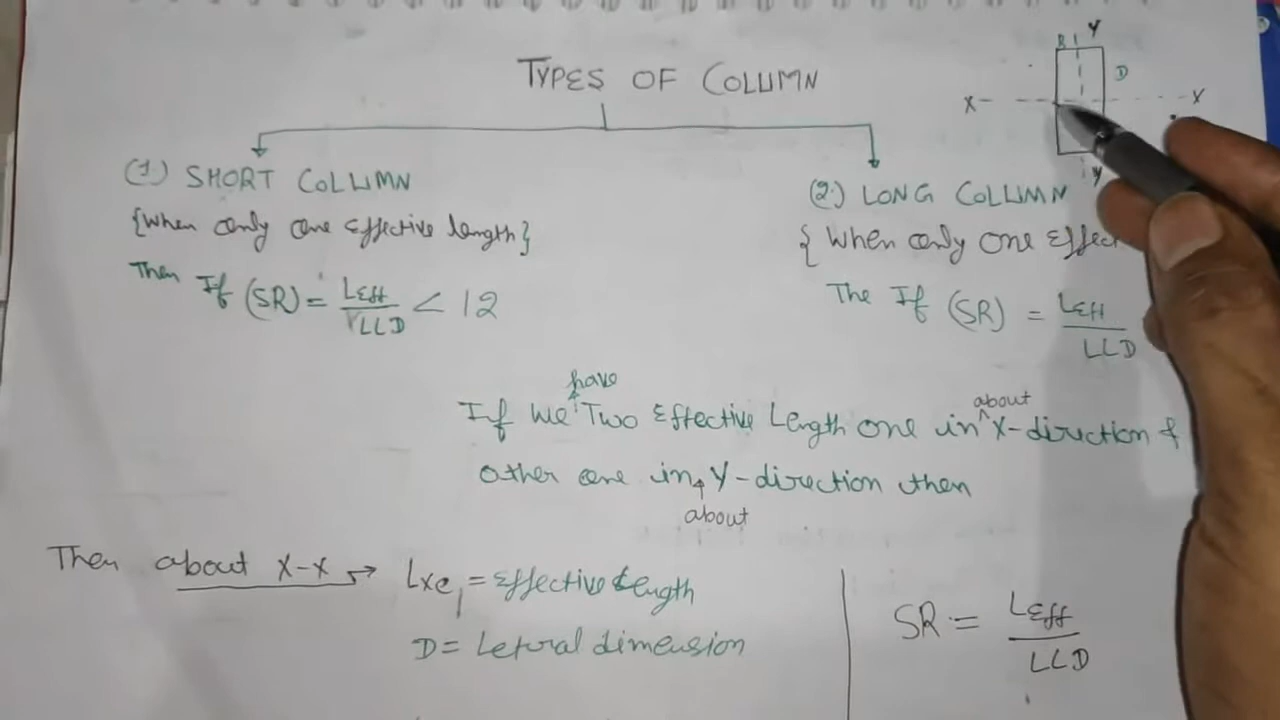 TYPES OF COLUMN
B Y
D
X X
Y
(1) SHORT COLUMN
{When only one Effective length}
Then If (SR) = LEff / LLD < 12
(2) LONG COLUMN
{ When only one Effec
The If (SR) = LEff / LLD
If we have Two Effective Length one in about X-direction &
other one in about Y-direction then
Then about X-X → Lxe = Effective Length
D = Leteral dimension
SR = LEff / LLD